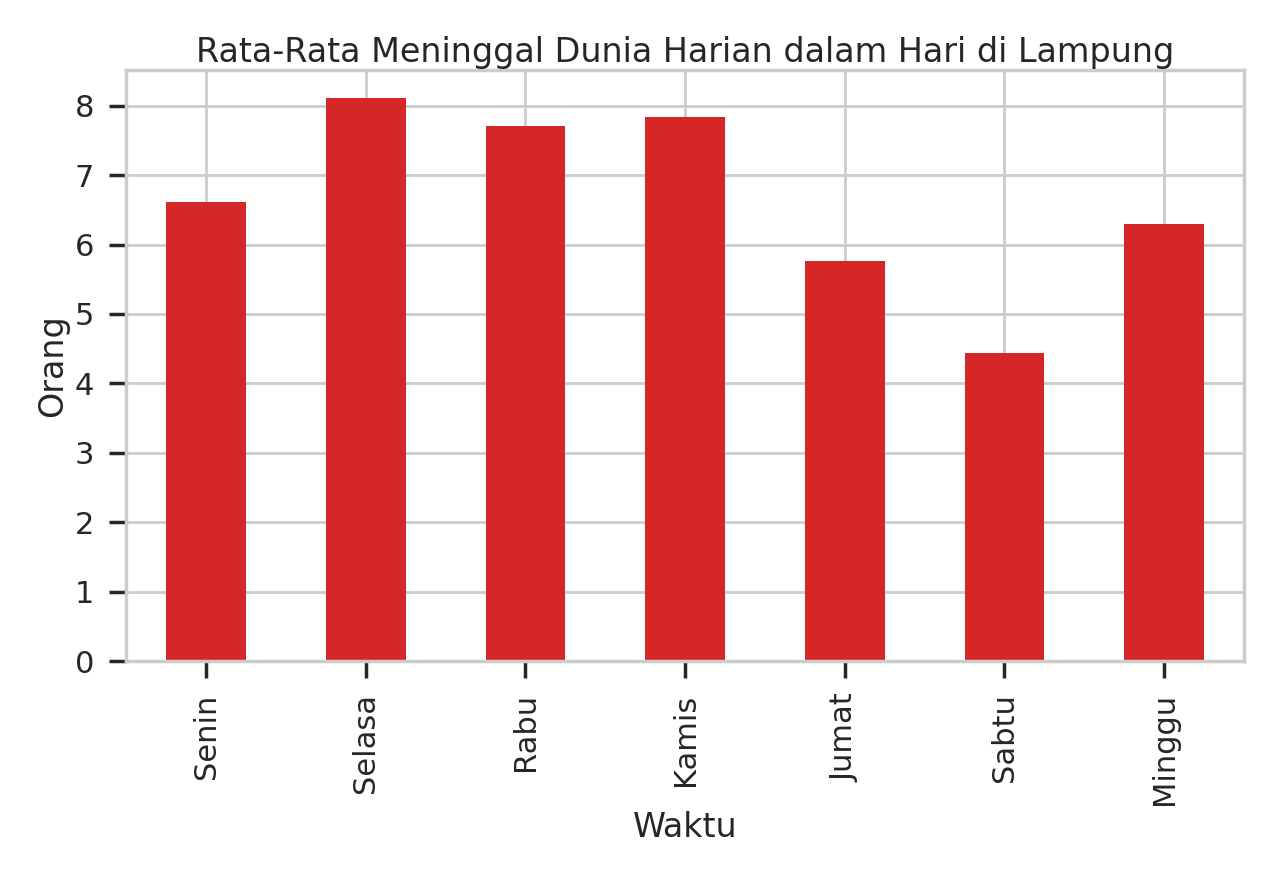 Rata-Rata Meninggal Dunia Harian dalam Hari di Lampung
8
7
6
5
4
3
2
1
0
Orang
Senin
Selasa
Rabu
Kamis
Jumat
Sabtu
Minggu
Waktu